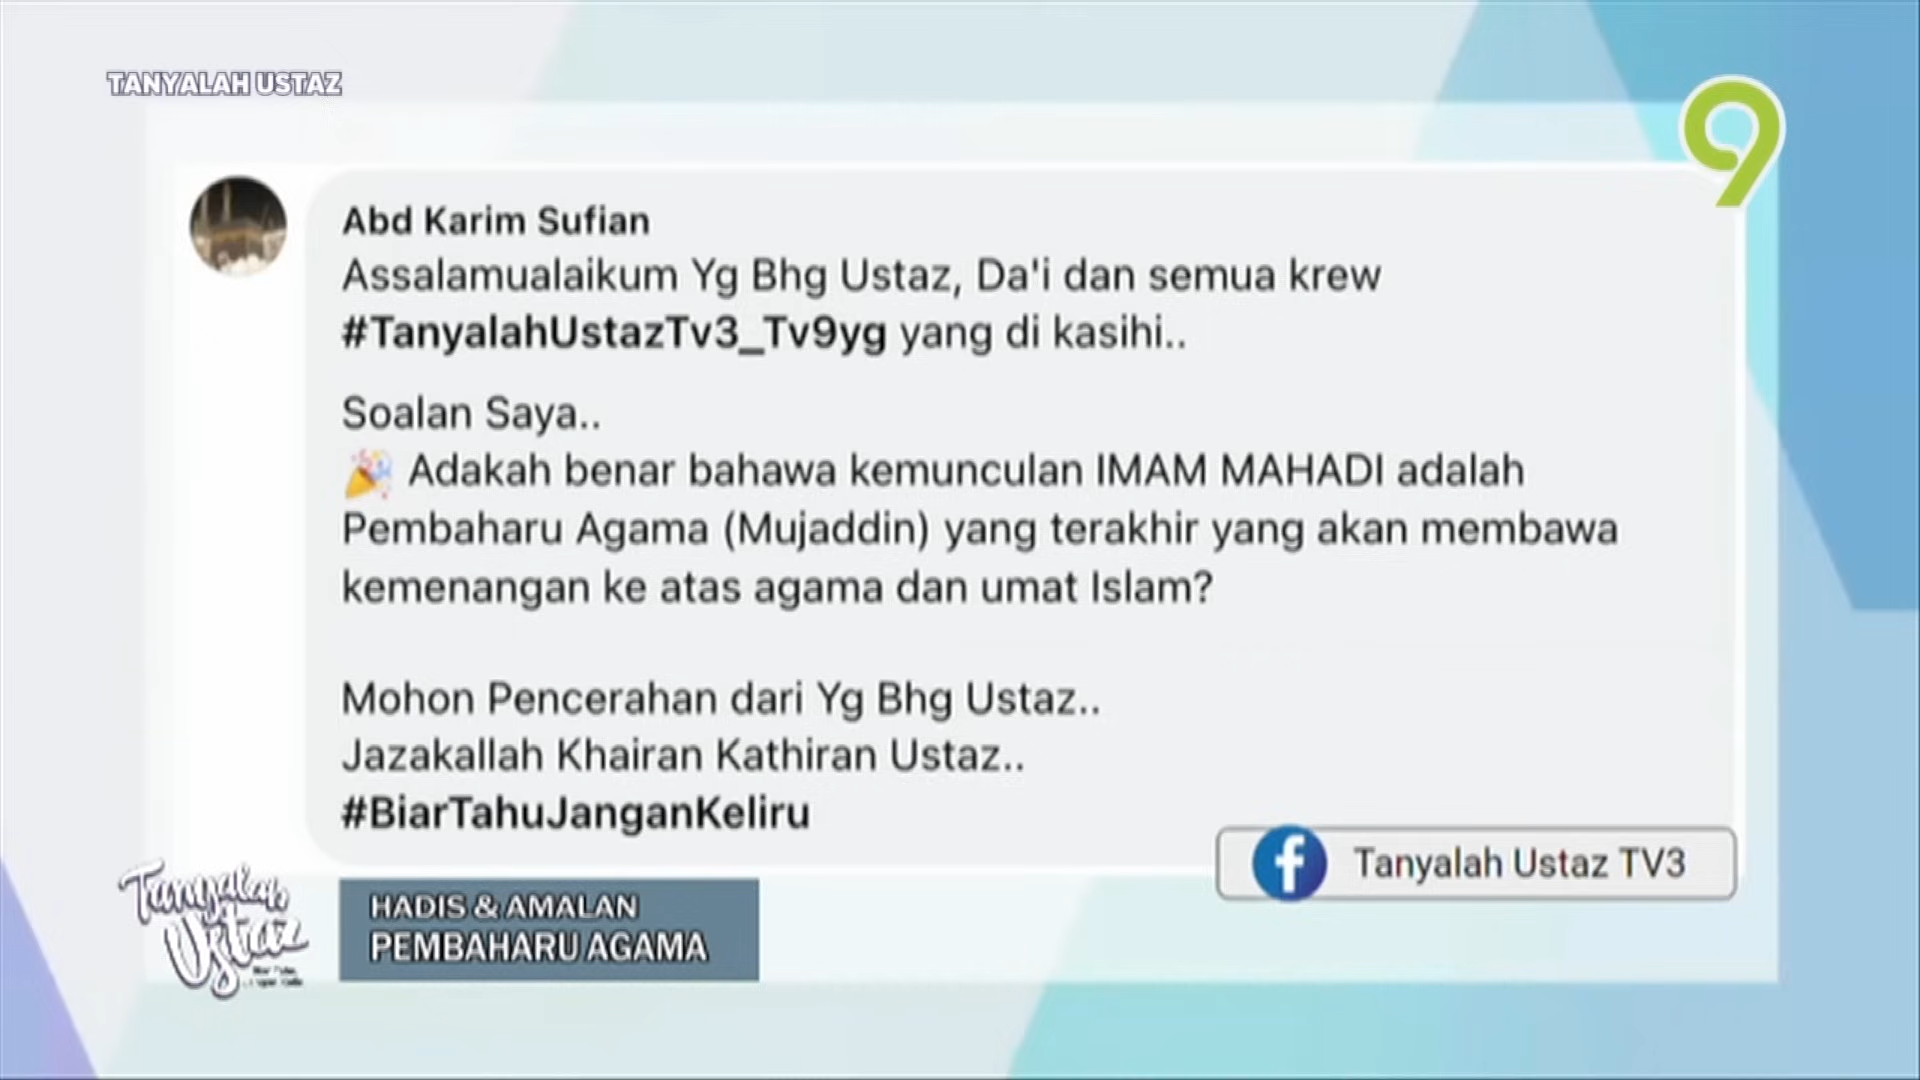 TANYALAH USTAZ
9
Abd Karim Sufian
Assalamualaikum Yg Bhg Ustaz, Da'i dan semua krew
#TanyalahUstazTv3_Tv9yg yang di kasihi..
Soalan Saya..
🎉 Adakah benar bahawa kemunculan IMAM MAHADI adalah
Pembaharu Agama (Mujaddin) yang terakhir yang akan membawa
kemenangan ke atas agama dan umat Islam?
Mohon Pencerahan dari Yg Bhg Ustaz..
Jazakallah Khairan Kathiran Ustaz..
#BiarTahuJanganKeliru
f Tanyalah Ustaz TV3
Tanyalah
Ustaz
HADIS & AMALAN
PEMBAHARU AGAMA